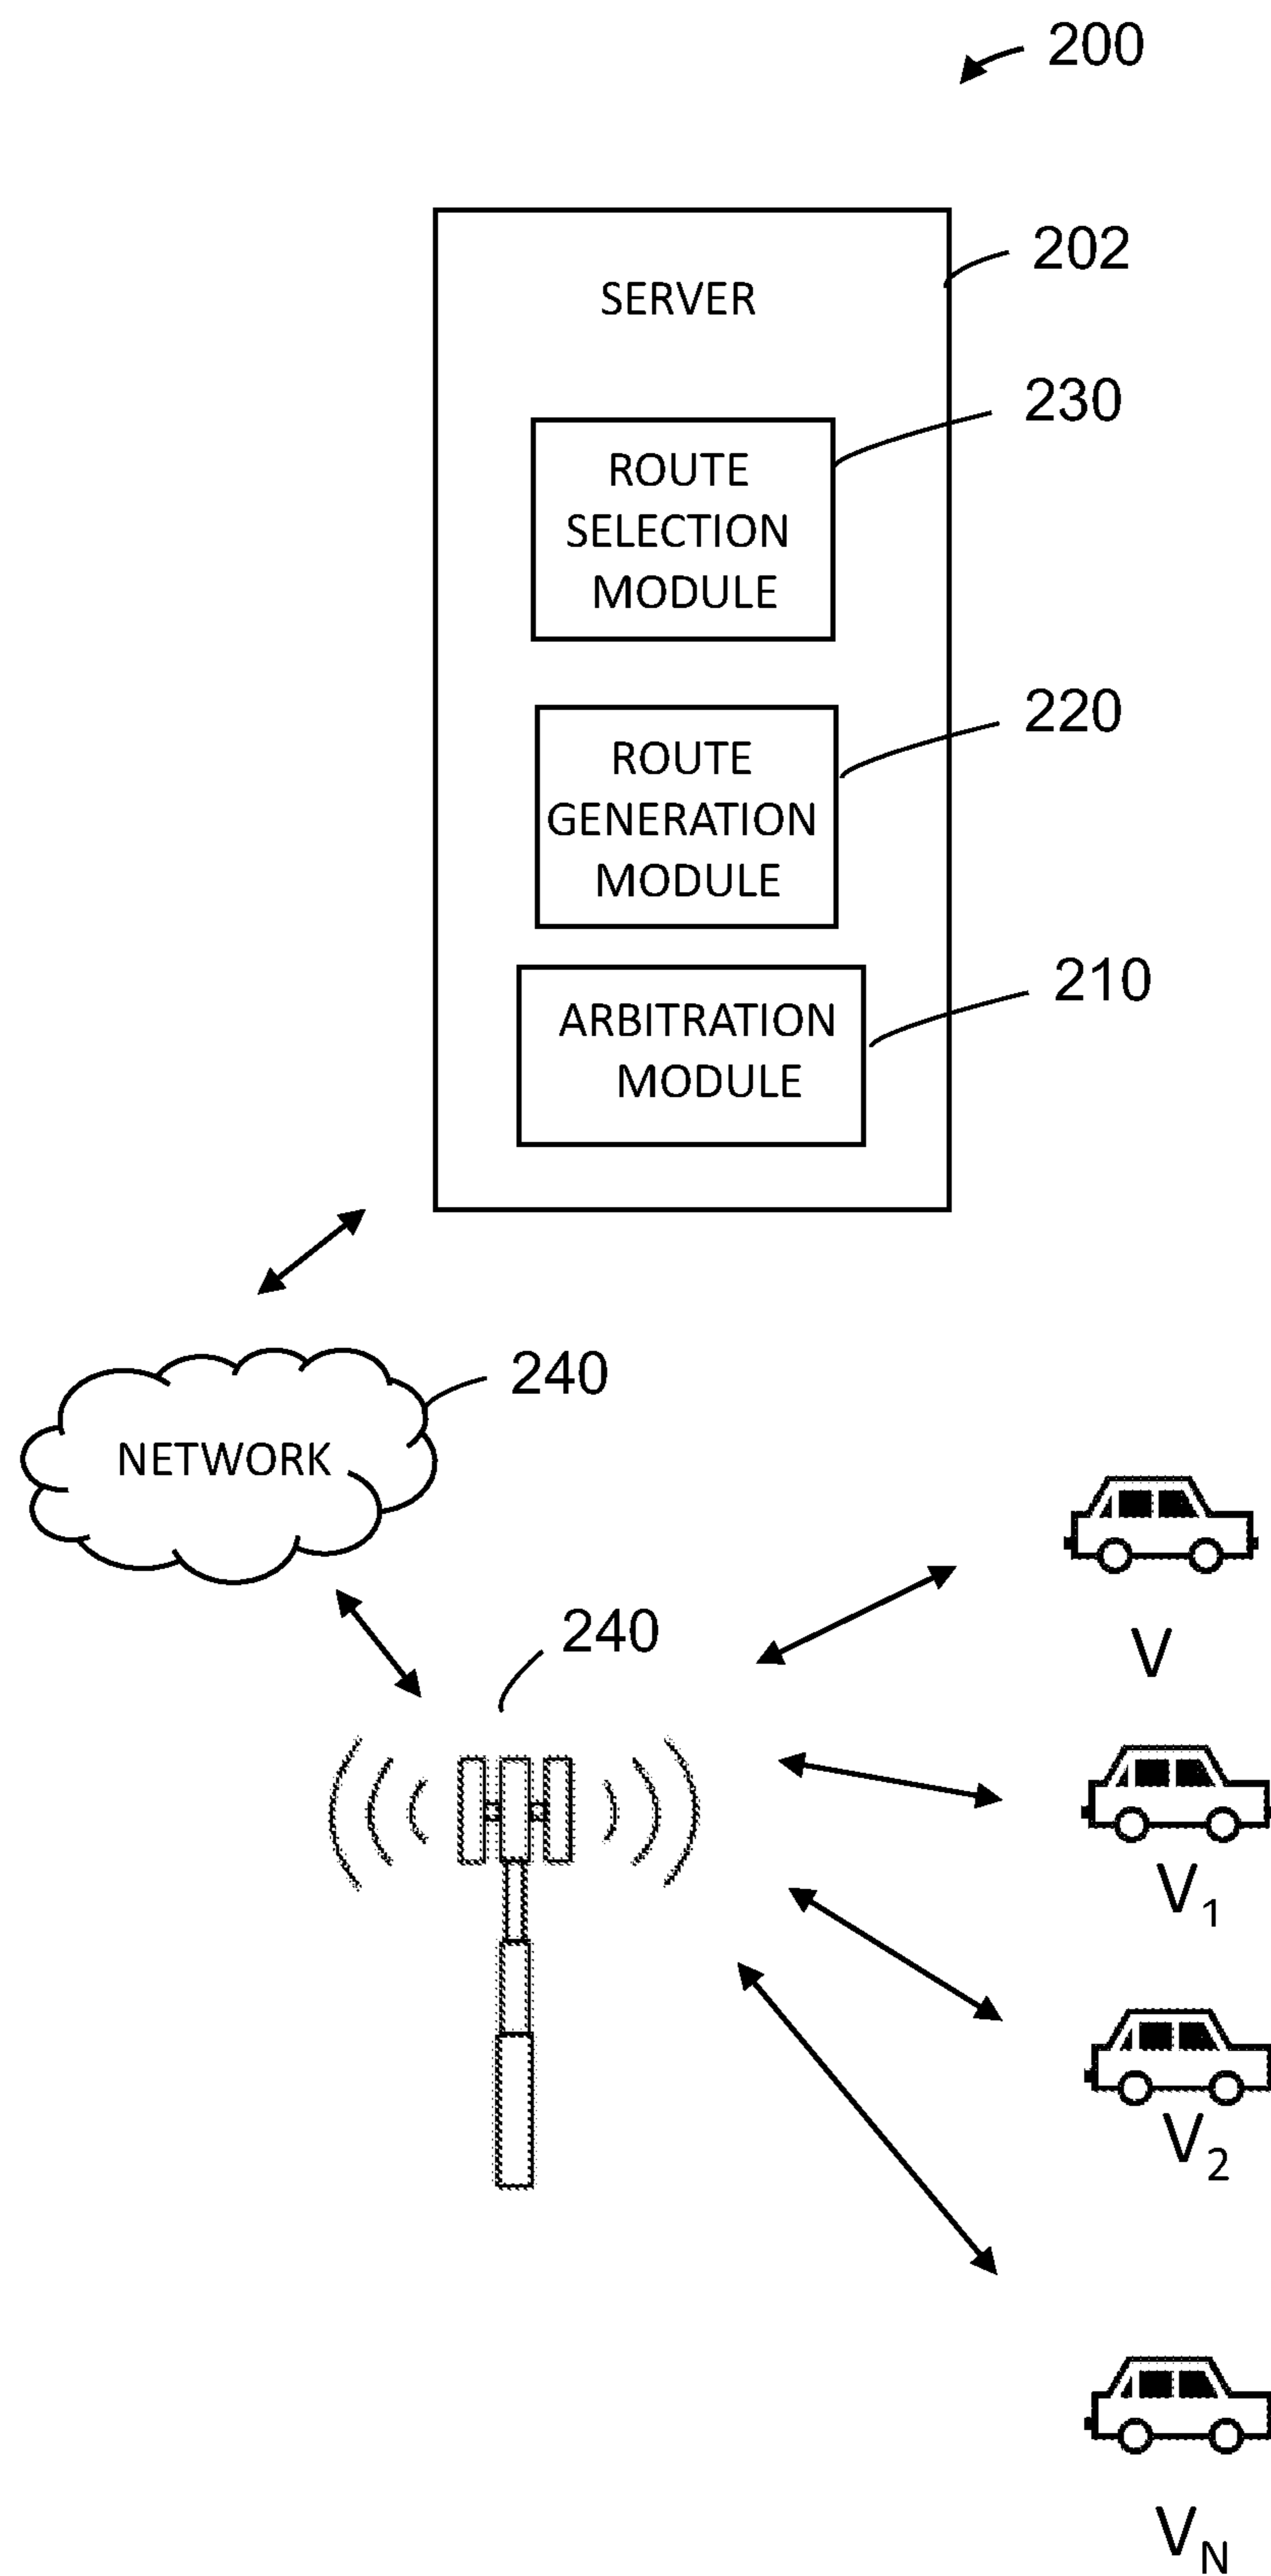 200
202
SERVER
230
ROUTE
SELECTION
MODULE
220
ROUTE
GENERATION
MODULE
210
ARBITRATION
MODULE
240
NETWORK
240
V
V1
V2
VN